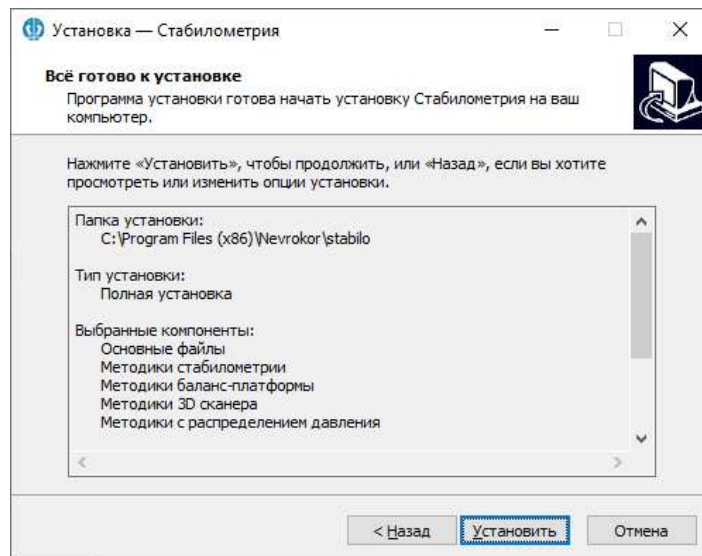 Установка — Стабилометрия
Всё готово к установке
Программа установки готова начать установку Стабилометрия на ваш
компьютер.
Нажмите «Установить», чтобы продолжить, или «Назад», если вы хотите
просмотреть или изменить опции установки.
Папка установки:
C:\Program Files (x86)\Nevrokor\stabilo
Тип установки:
Полная установка
Выбранные компоненты:
Основные файлы
Методики стабилометрии
Методики баланс-платформы
Методики 3D сканера
Методики с распределением давления
< Назад
Установить
Отмена